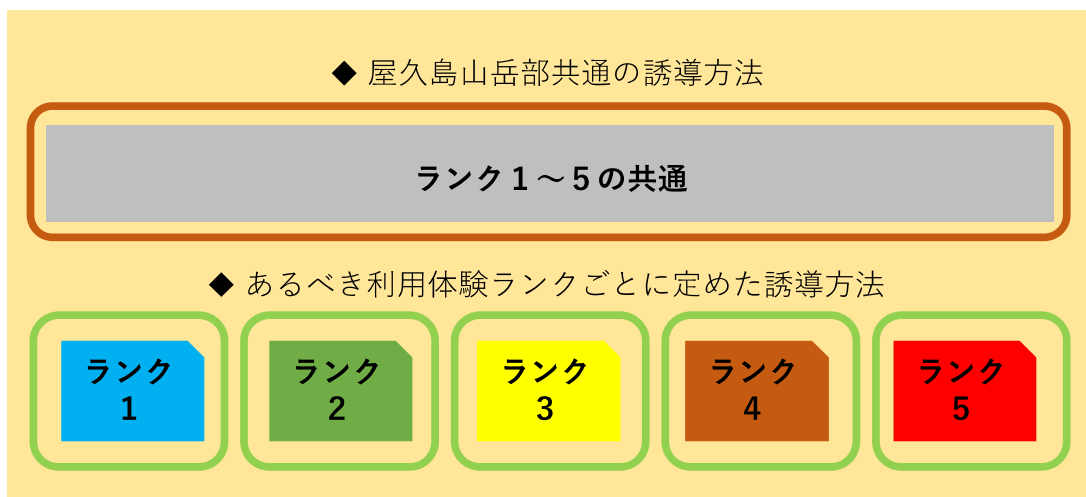 ◆ 屋久島山岳部共通の誘導方法
ランク1～5の共通
◆ あるべき利用体験ランクごとに定めた誘導方法
ランク
1
ランク
2
ランク
3
ランク
4
ランク
5